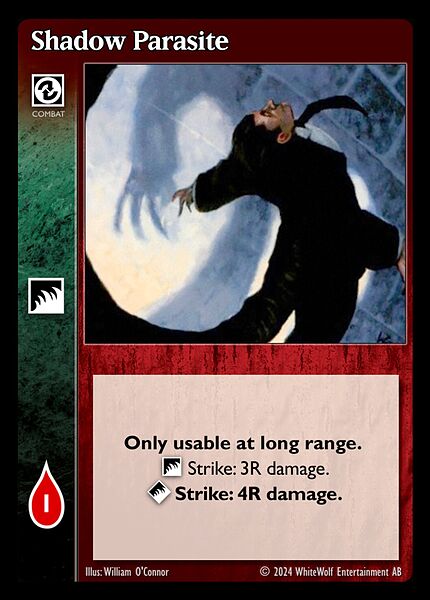 Shadow Parasite
COMBAT
Only usable at long range.
Strike: 3R damage.
Strike: 4R damage.
1
Illus: William O'Connor © 2024 WhiteWolf Entertainment AB